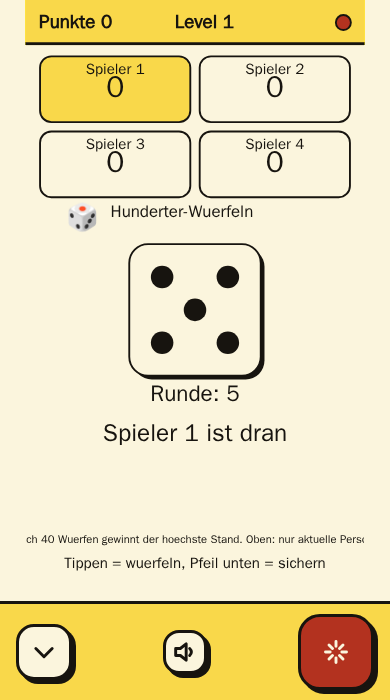 Punkte 0 Level 1
Spieler 1 Spieler 2
0 0
Spieler 3 Spieler 4
0 0
Hunderter-Wuerfeln
Runde: 5
Spieler 1 ist dran
ch 40 Wuerfen gewinnt der hoechste Stand. Oben: nur aktuelle Perso
Tippen = wuerfeln, Pfeil unten = sichern